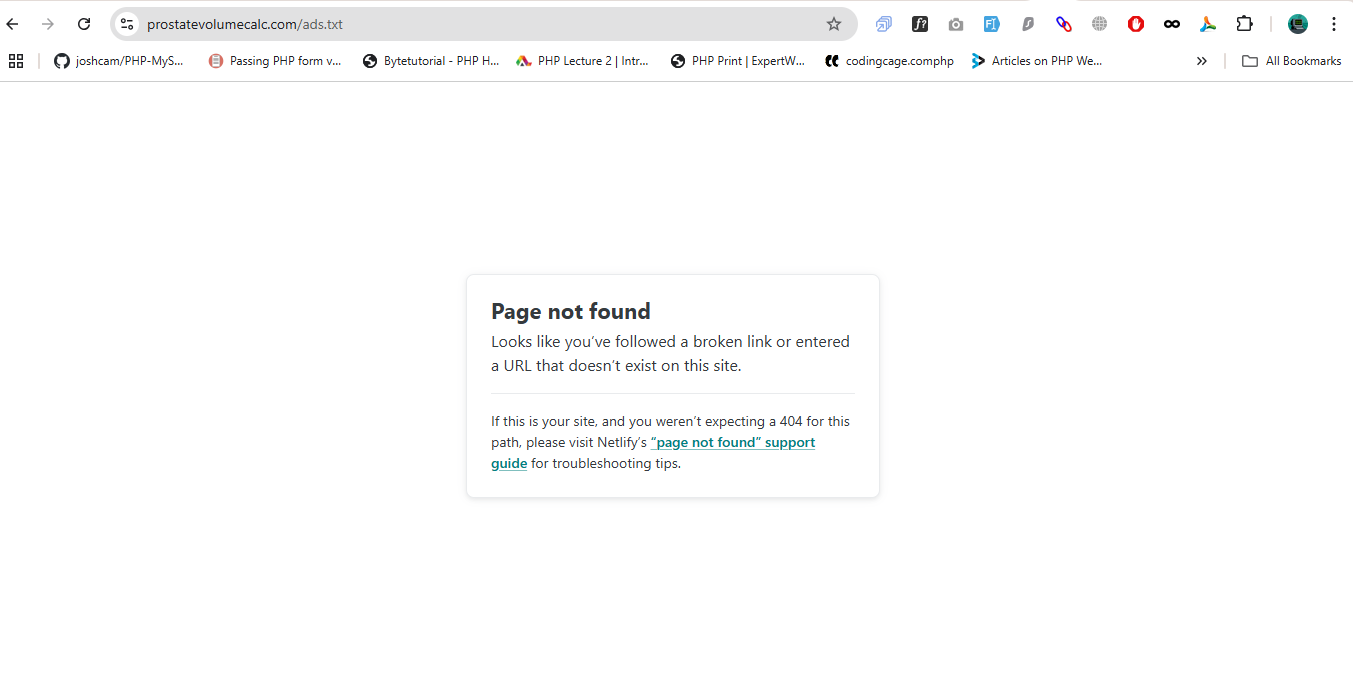 prostatevolumecalc.com/ads.txt
joshcam/PHP-MyS...
Passing PHP form v...
Bytetutorial - PHP H...
PHP Lecture 2 | Intr...
PHP Print | ExpertW...
codingcage.comphp
Articles on PHP We...
All Bookmarks
Page not found
Looks like you’ve followed a broken link or entered
a URL that doesn’t exist on this site.
If this is your site, and you weren’t expecting a 404 for this
path, please visit Netlify’s “page not found” support
guide for troubleshooting tips.